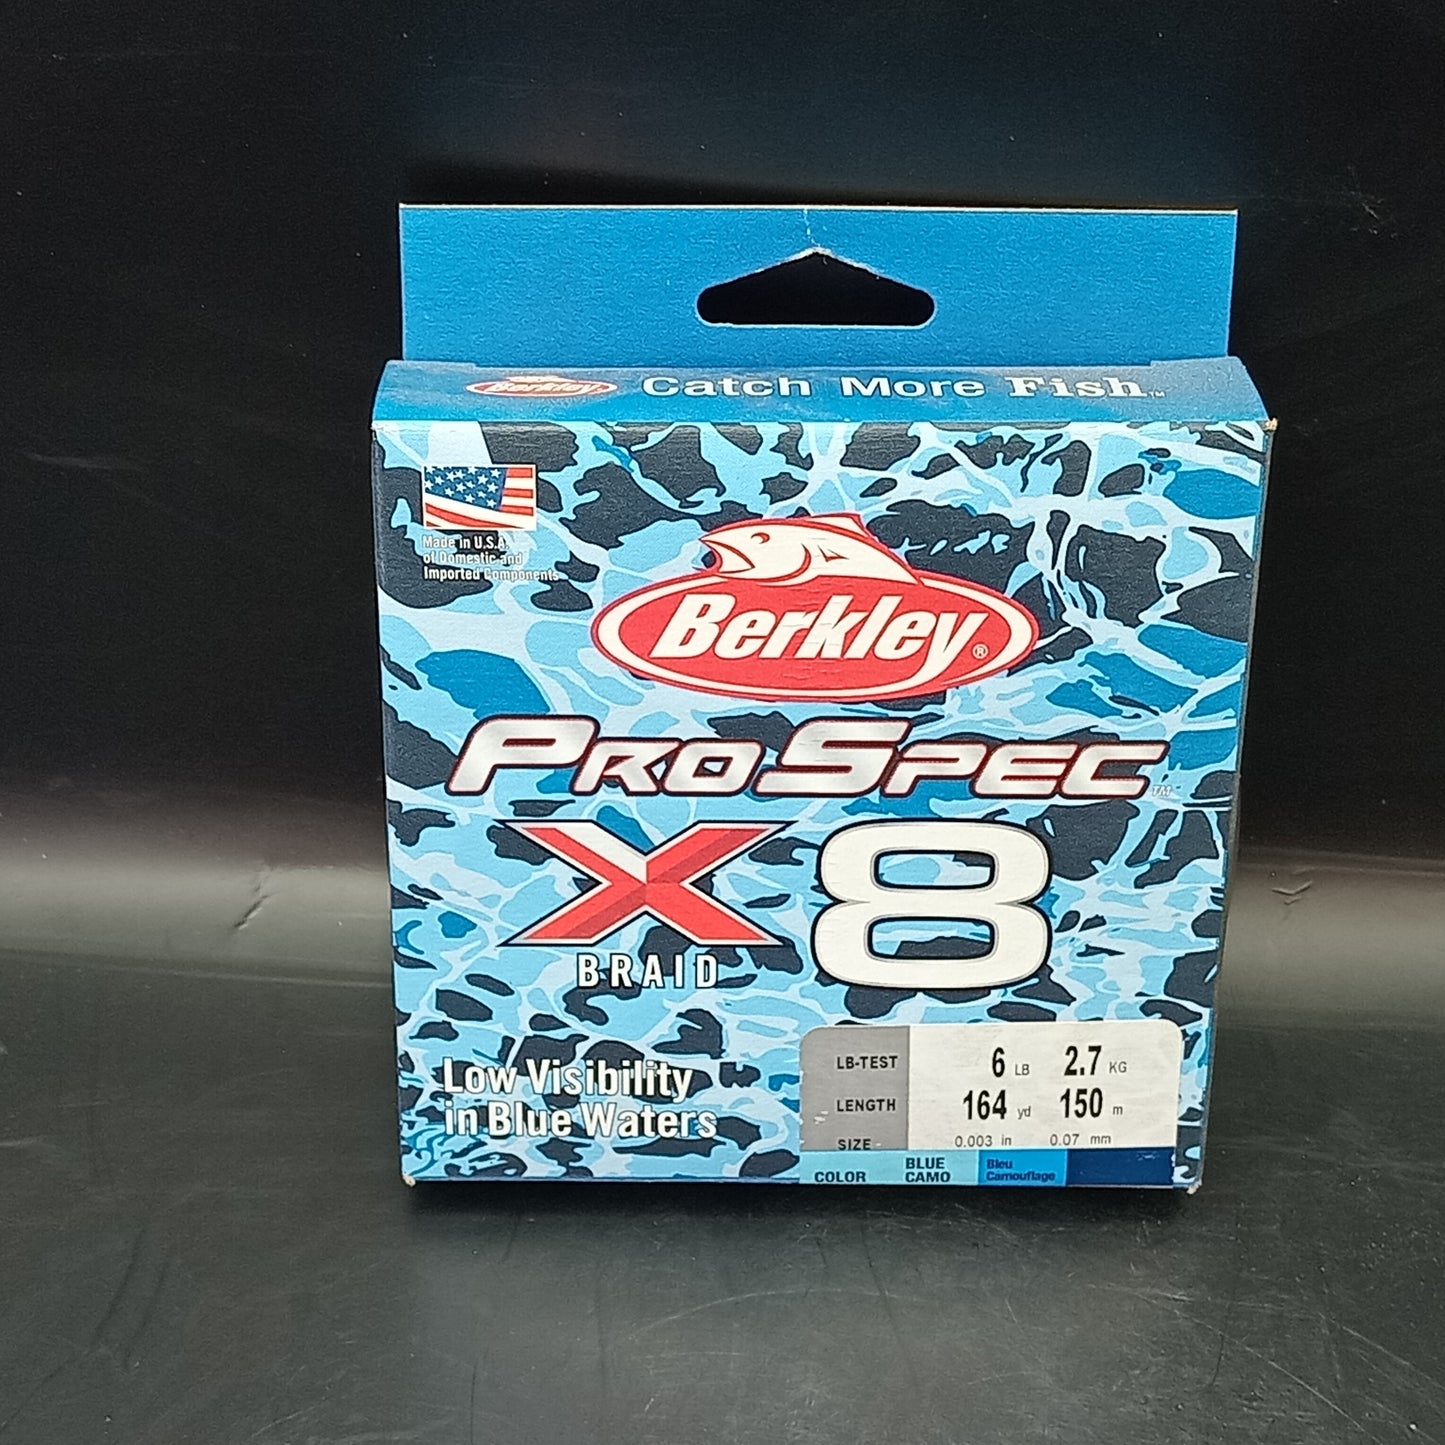 Berkley Catch More Fish™
Made in U.S.A.
of Domestic and
Imported Components
Berkley®
PROSPEC™
X8
BRAID
Low Visibility
in Blue Waters
LB-TEST 6 LB 2.7 KG
LENGTH 164 yd 150 m
SIZE 0.003 in 0.07 mm
COLOR BLUE CAMO Bleu Camouflage